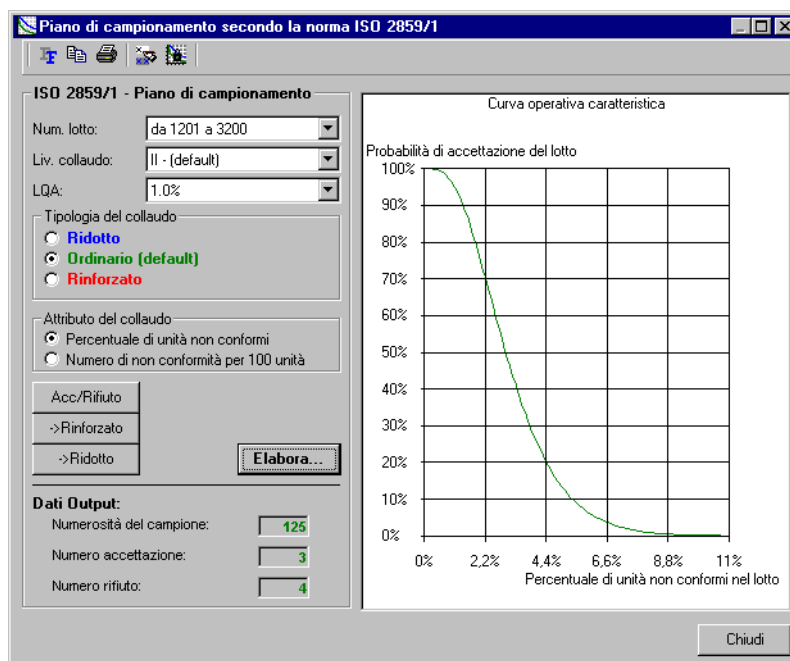 Piano di campionamento secondo la norma ISO 2859/1
ISO 2859/1 - Piano di campionamento
Num. lotto: da 1201 a 3200
Liv. collaudo: II - (default)
LQA: 1.0%
Tipologia del collaudo
Ridotto
Ordinario (default)
Rinforzato
Attributo del collaudo
Percentuale di unità non conformi
Numero di non conformità per 100 unità
Acc/Rifiuto
->Rinforzato
->Ridotto
Elabora...
Dati Output:
Numerosità del campione: 125
Numero accettazione: 3
Numero rifiuto: 4
Curva operativa caratteristica
Probabilità di accettazione del lotto
100%
90%
80%
70%
60%
50%
40%
30%
20%
10%
0%
0% 2,2% 4,4% 6,6% 8,8% 11%
Percentuale di unità non conformi nel lotto
Chiudi